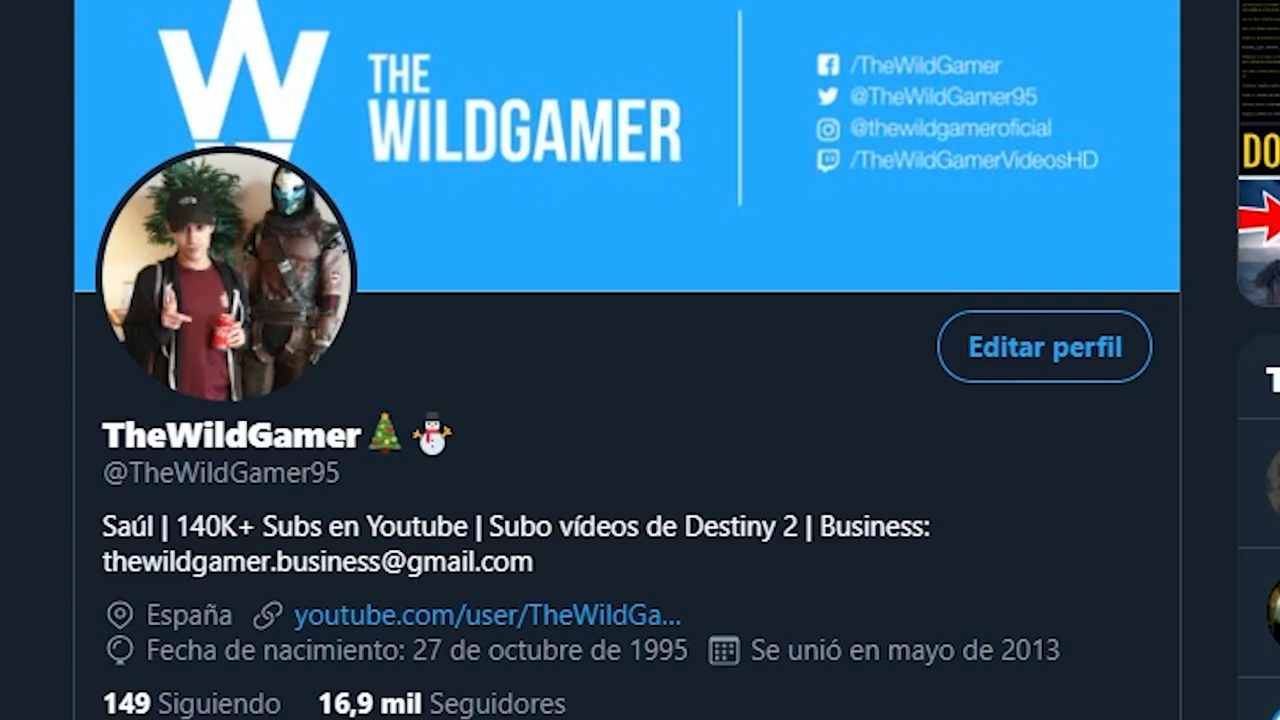 W
THE
WILDGAMER
/TheWildGamer
@TheWildGamer95
@thewildgameroficial
/TheWildGamerVideosHD
DO
Editar perfil
TheWildGamer
@TheWildGamer95
Saúl | 140K+ Subs en Youtube | Subo vídeos de Destiny 2 | Business:
thewildgamer.business@gmail.com
España youtube.com/user/TheWildGa...
Fecha de nacimiento: 27 de octubre de 1995 Se unió en mayo de 2013
149 Siguiendo 16,9 mil Seguidores